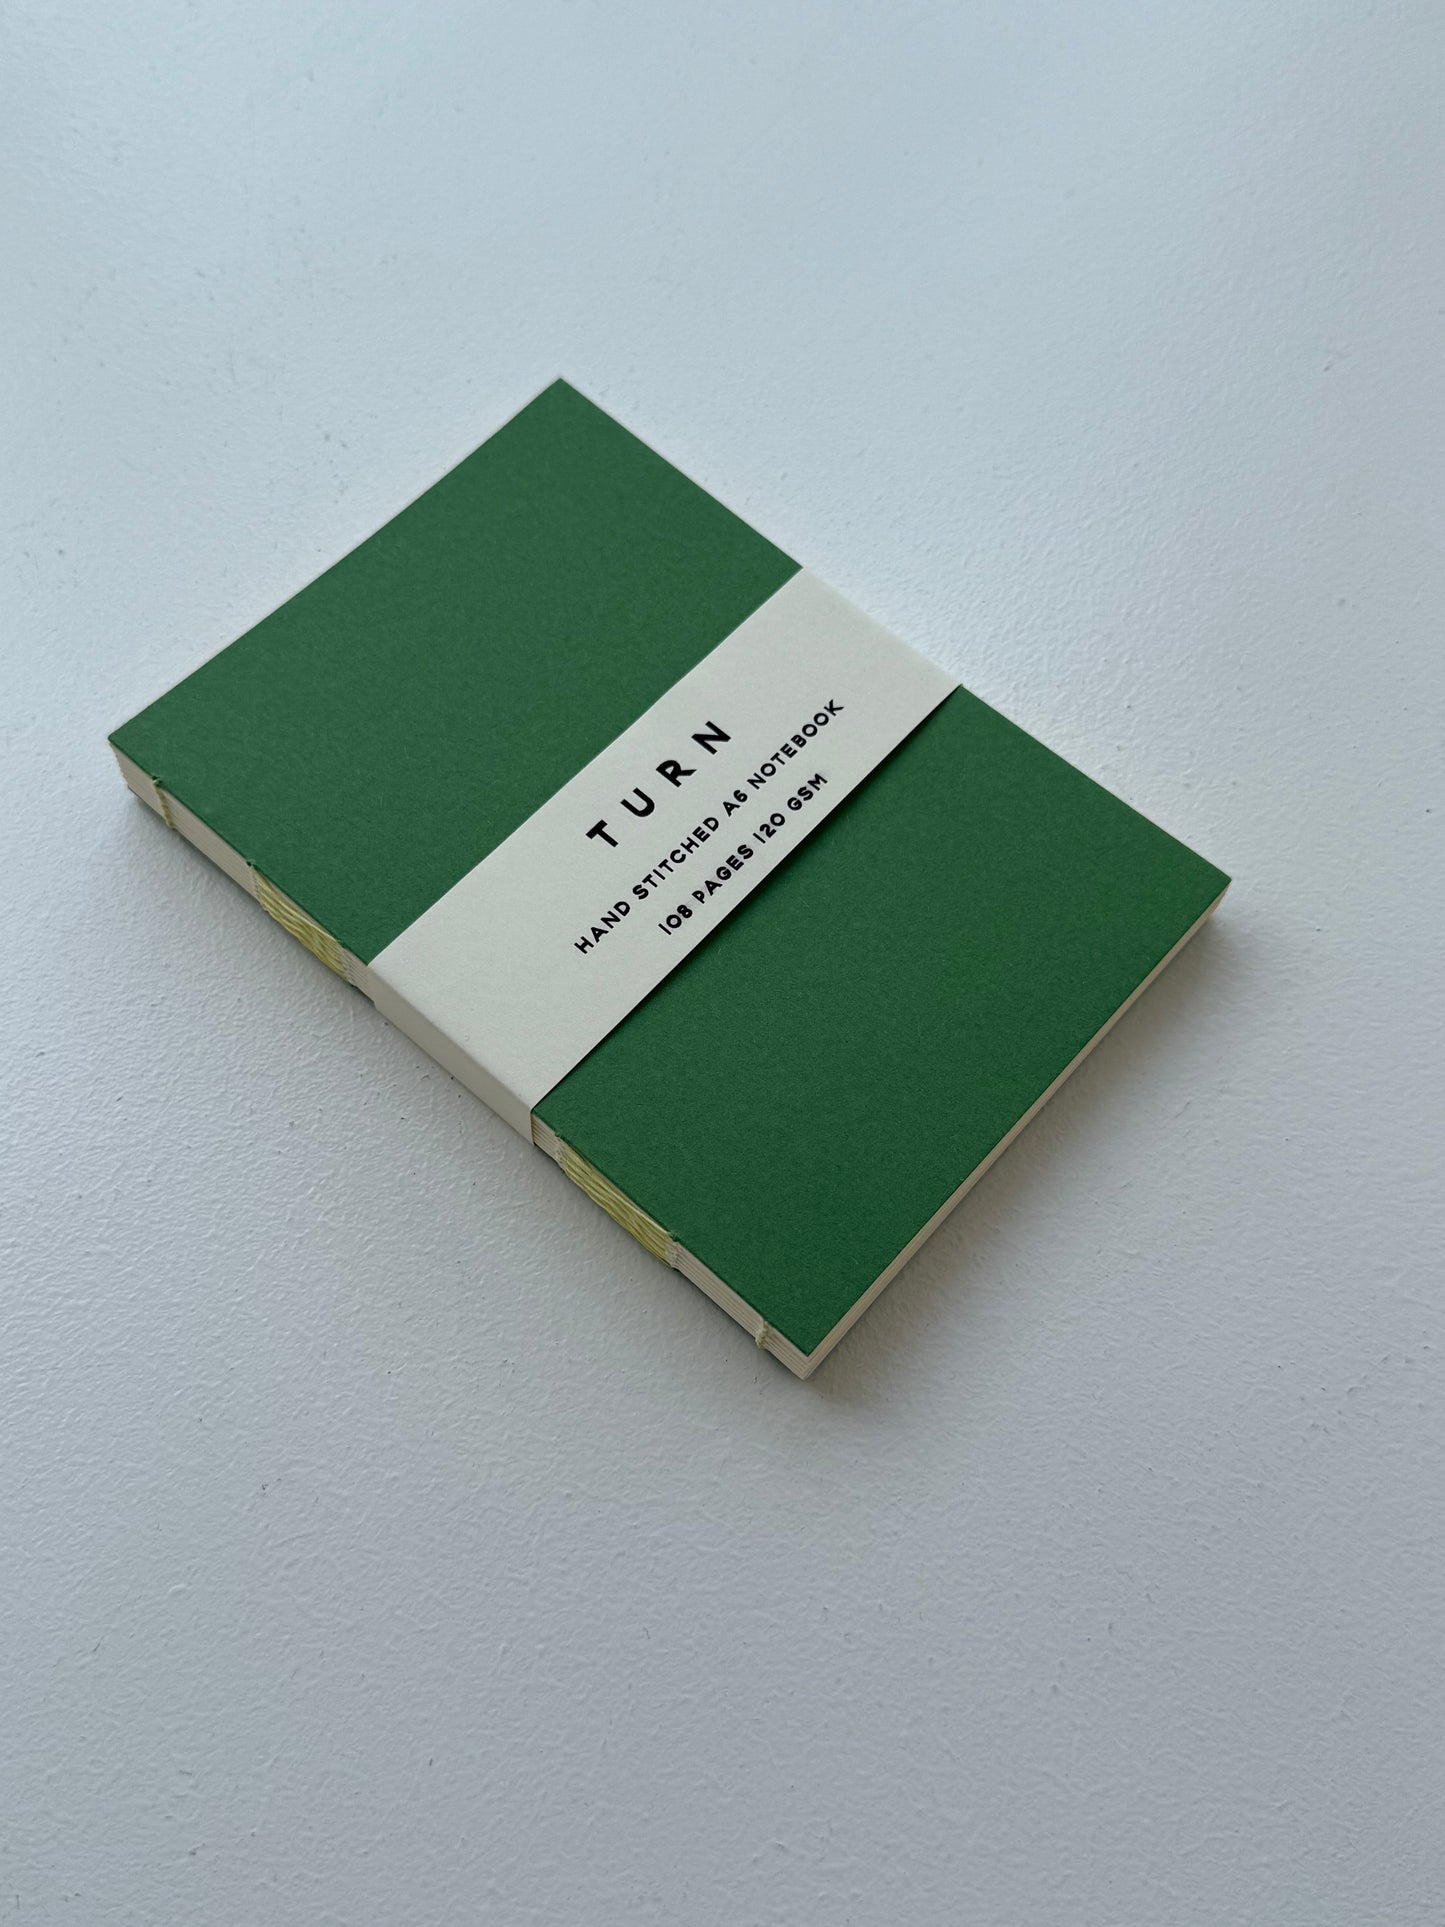 TURN
HAND STITCHED A6 NOTEBOOK
108 PAGES 120 GSM